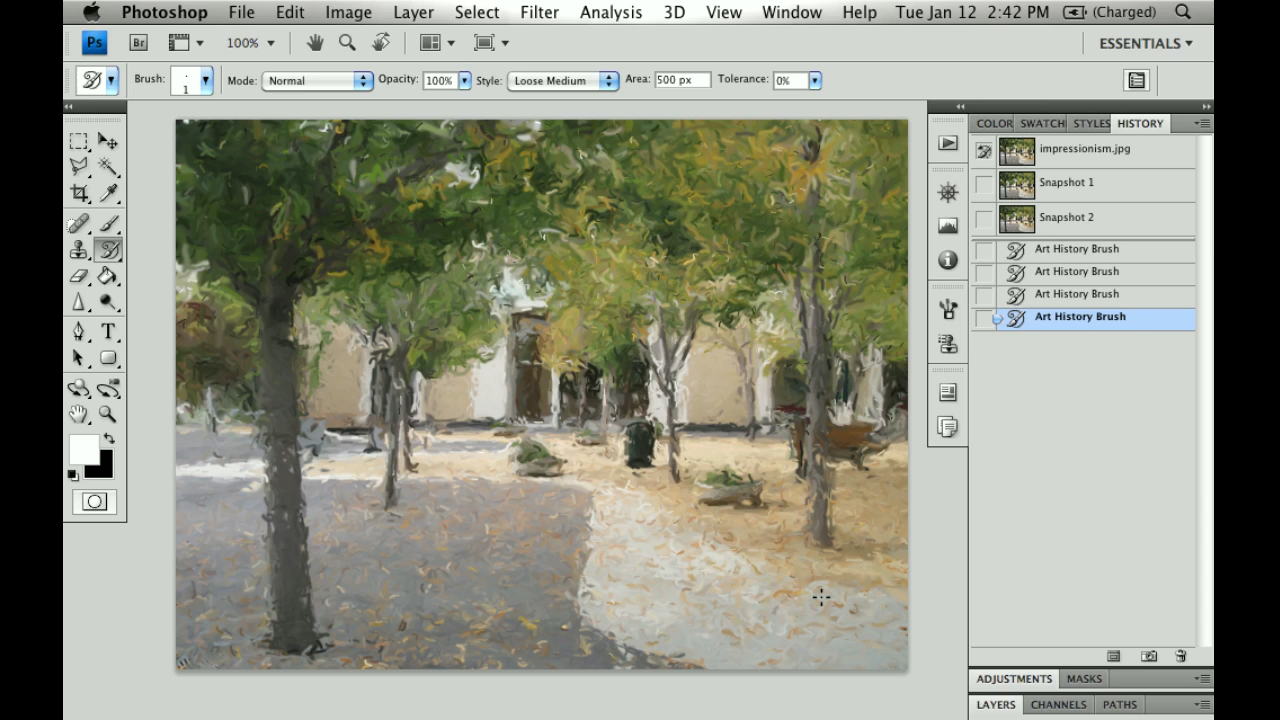 Photoshop File Edit Image Layer Select Filter Analysis 3D View Window Help Tue Jan 12 2:42 PM (Charged)
Ps Br 100% ESSENTIALS
Brush: 1 Mode: Normal Opacity: 100% Style: Loose Medium Area: 500 px Tolerance: 0%
COLOR SWATCH STYLES HISTORY
impressionism.jpg
Snapshot 1
Snapshot 2
Art History Brush
Art History Brush
Art History Brush
Art History Brush
T
ADJUSTMENTS MASKS
LAYERS CHANNELS PATHS